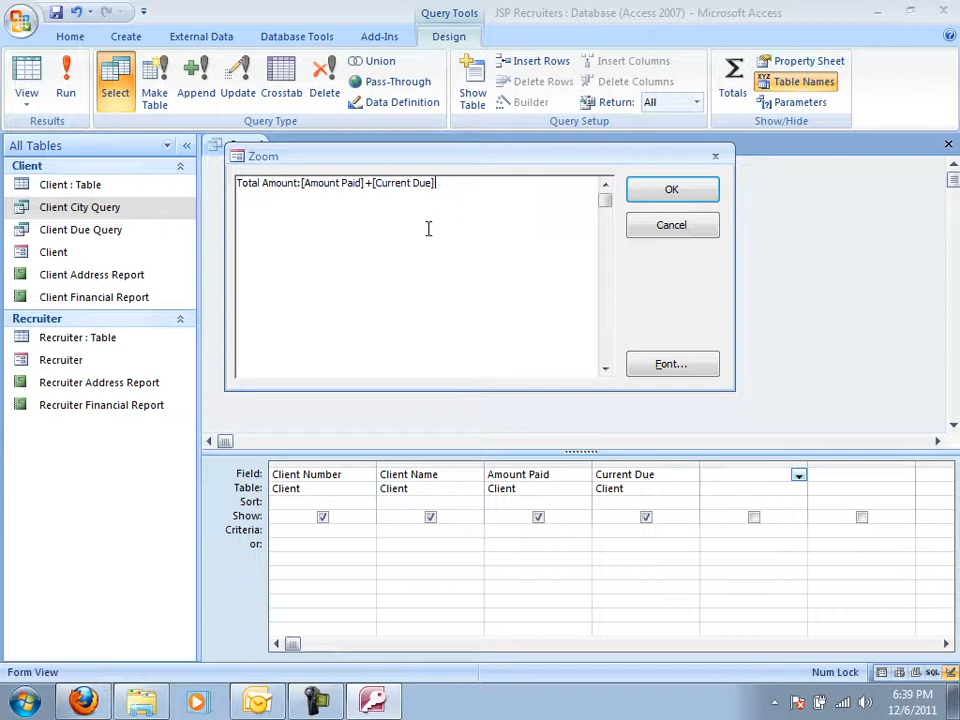 Query Tools
JSP Recruiters : Database (Access 2007) - Microsoft Access
Home Create External Data Database Tools Add-Ins Design
View Run
Select Make Table Append Update Crosstab Delete
Union
Pass-Through
Data Definition
Show Table
Insert Rows
Delete Rows
Builder
Insert Columns
Delete Columns
Return: All
Totals
Property Sheet
Table Names
Parameters
Results Query Type Query Setup Show/Hide
All Tables
Client
Client : Table
Client City Query
Client Due Query
Client
Client Address Report
Client Financial Report
Recruiter
Recruiter : Table
Recruiter
Recruiter Address Report
Recruiter Financial Report
Zoom
Total Amount:[Amount Paid]+[Current Due]
OK
Cancel
Font...
Field: Client Number Client Name Amount Paid Current Due
Table: Client Client Client Client
Sort:
Show:
Criteria:
or:
Form View
Num Lock
SQL
6:39 PM
12/6/2011